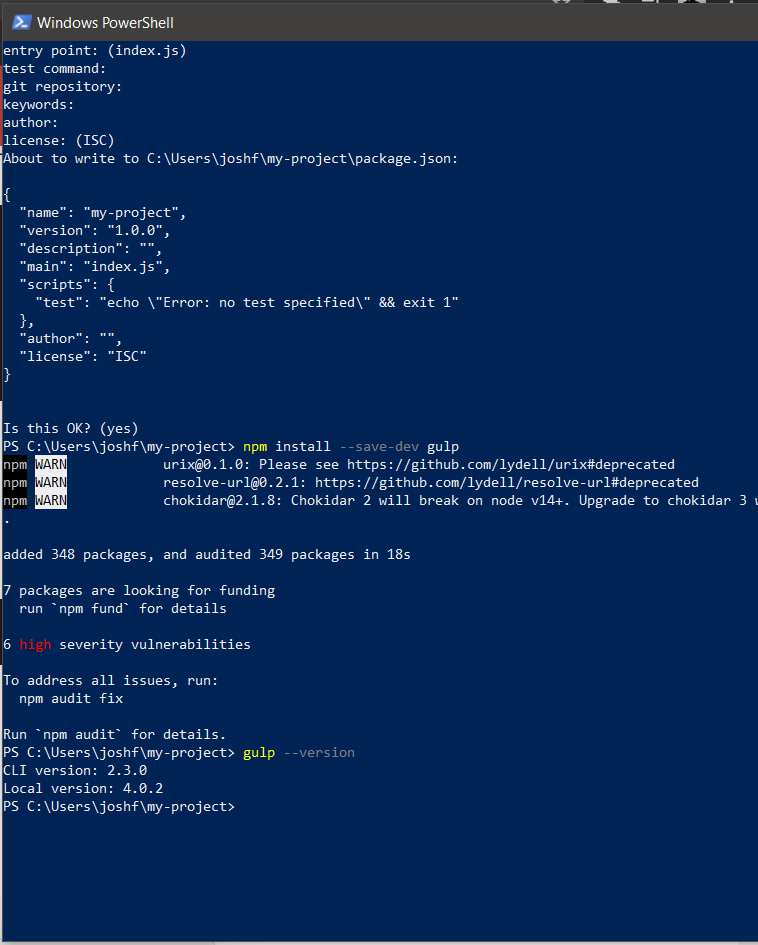 Windows PowerShell
entry point: (index.js)
test command:
git repository:
keywords:
author:
license: (ISC)
About to write to C:\Users\joshf\my-project\package.json:
{
  "name": "my-project",
  "version": "1.0.0",
  "description": "",
  "main": "index.js",
  "scripts": {
    "test": "echo \"Error: no test specified\" && exit 1"
  },
  "author": "",
  "license": "ISC"
}
Is this OK? (yes)
PS C:\Users\joshf\my-project> npm install --save-dev gulp
npm WARN            urix@0.1.0: Please see https://github.com/lydell/urix#deprecated
npm WARN            resolve-url@0.2.1: https://github.com/lydell/resolve-url#deprecated
npm WARN            chokidar@2.1.8: Chokidar 2 will break on node v14+. Upgrade to chokidar 3
.
added 348 packages, and audited 349 packages in 18s
7 packages are looking for funding
  run `npm fund` for details
6 high severity vulnerabilities
To address all issues, run:
  npm audit fix
Run `npm audit` for details.
PS C:\Users\joshf\my-project> gulp --version
CLI version: 2.3.0
Local version: 4.0.2
PS C:\Users\joshf\my-project>